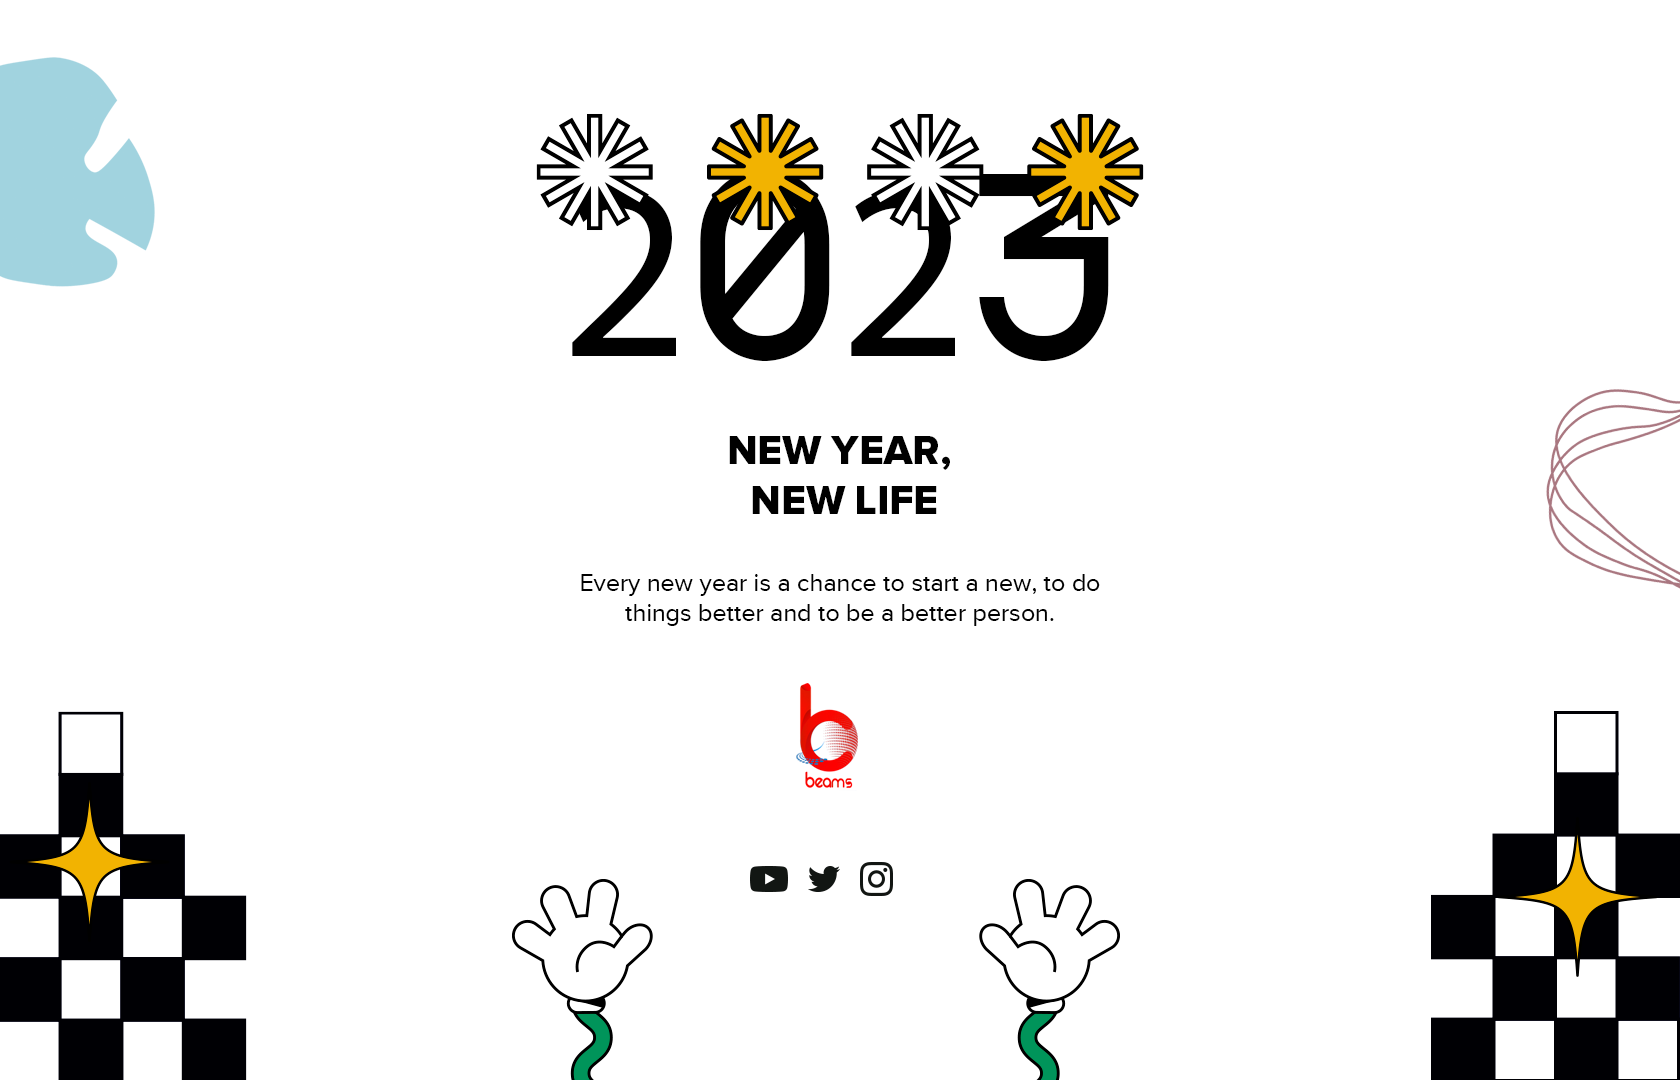 2023
NEW YEAR,
NEW LIFE
Every new year is a chance to start a new, to do
things better and to be a better person.
beams